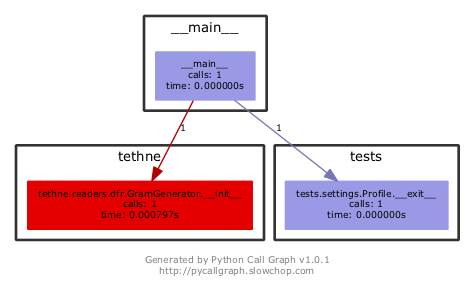 __main__
__main__
calls: 1
time: 0.000000s
1
1
tethne
tethne.readers.dfr.GramGenerator.__init__
calls: 1
time: 0.000797s
tests
tests.settings.Profile.__exit__
calls: 1
time: 0.000000s
Generated by Python Call Graph v1.0.1
http://pycallgraph.slowchop.com